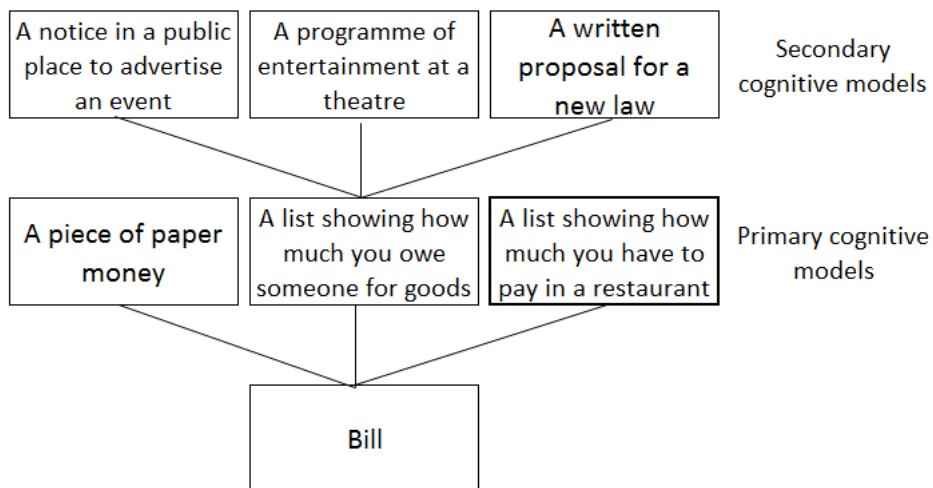 A notice in a public
place to advertise
an event
A programme of
entertainment at a
theatre
A written
proposal for a
new law
Secondary
cognitive models
A piece of paper
money
A list showing how
much you owe
someone for goods
A list showing how
much you have to
pay in a restaurant
Primary cognitive
models
Bill